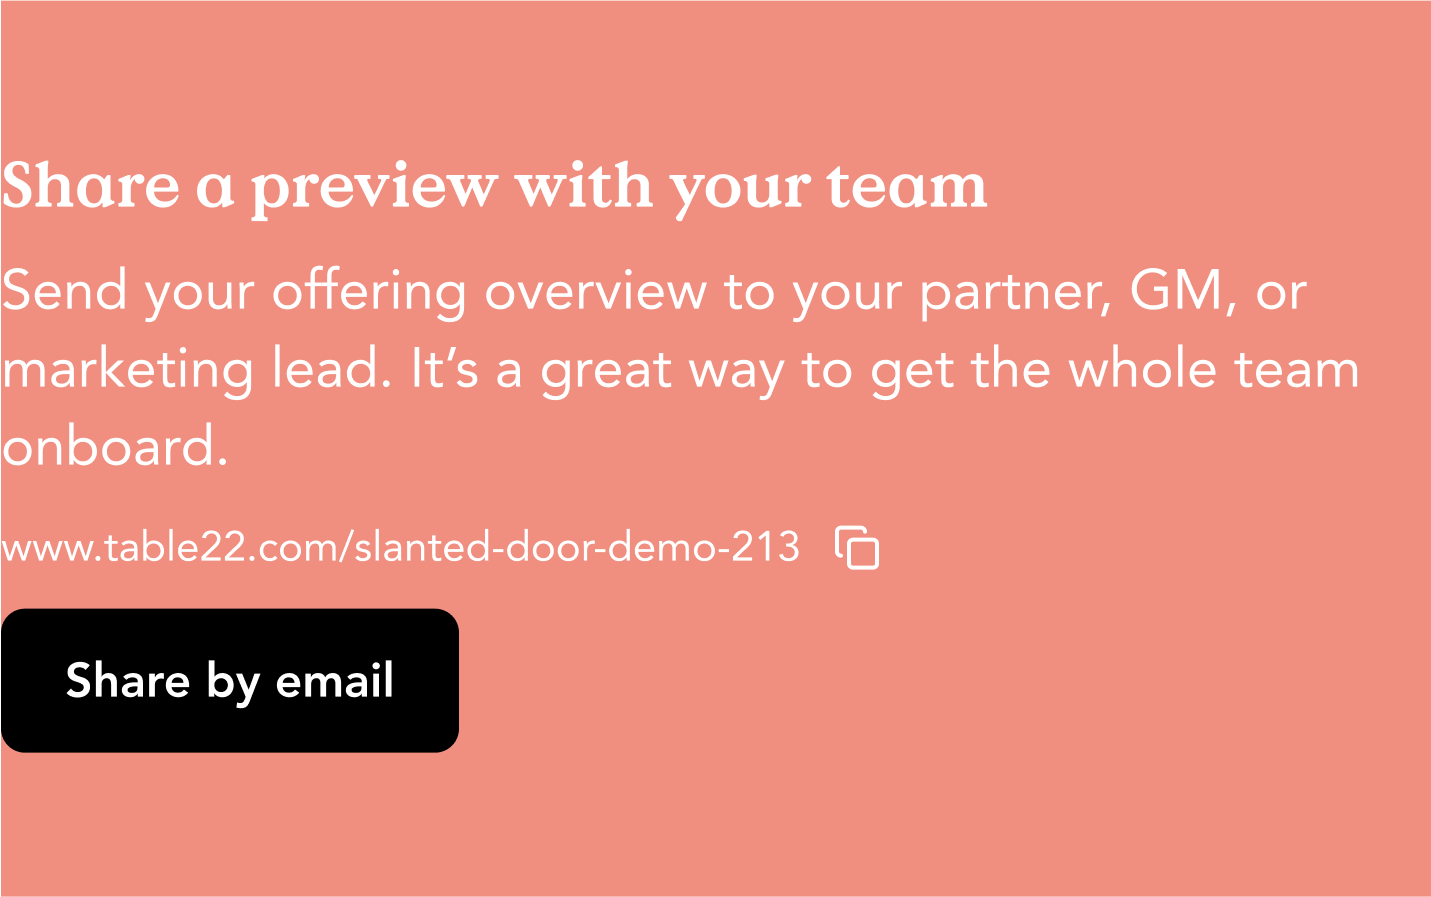 Share a preview with your team
Send your offering overview to your partner, GM, or
marketing lead. It’s a great way to get the whole team
onboard.
www.table22.com/slanted-door-demo-213
Share by email